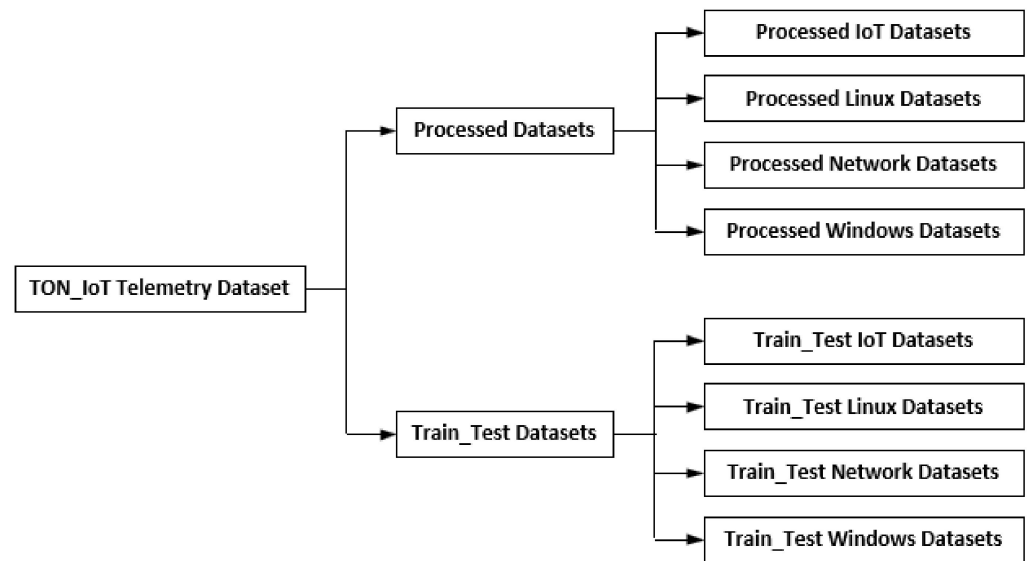 Processed IoT Datasets
Processed Linux Datasets
Processed Datasets
Processed Network Datasets
Processed Windows Datasets
TON_IoT Telemetry Dataset
Train_Test IoT Datasets
Train_Test Linux Datasets
Train_Test Datasets
Train_Test Network Datasets
Train_Test Windows Datasets